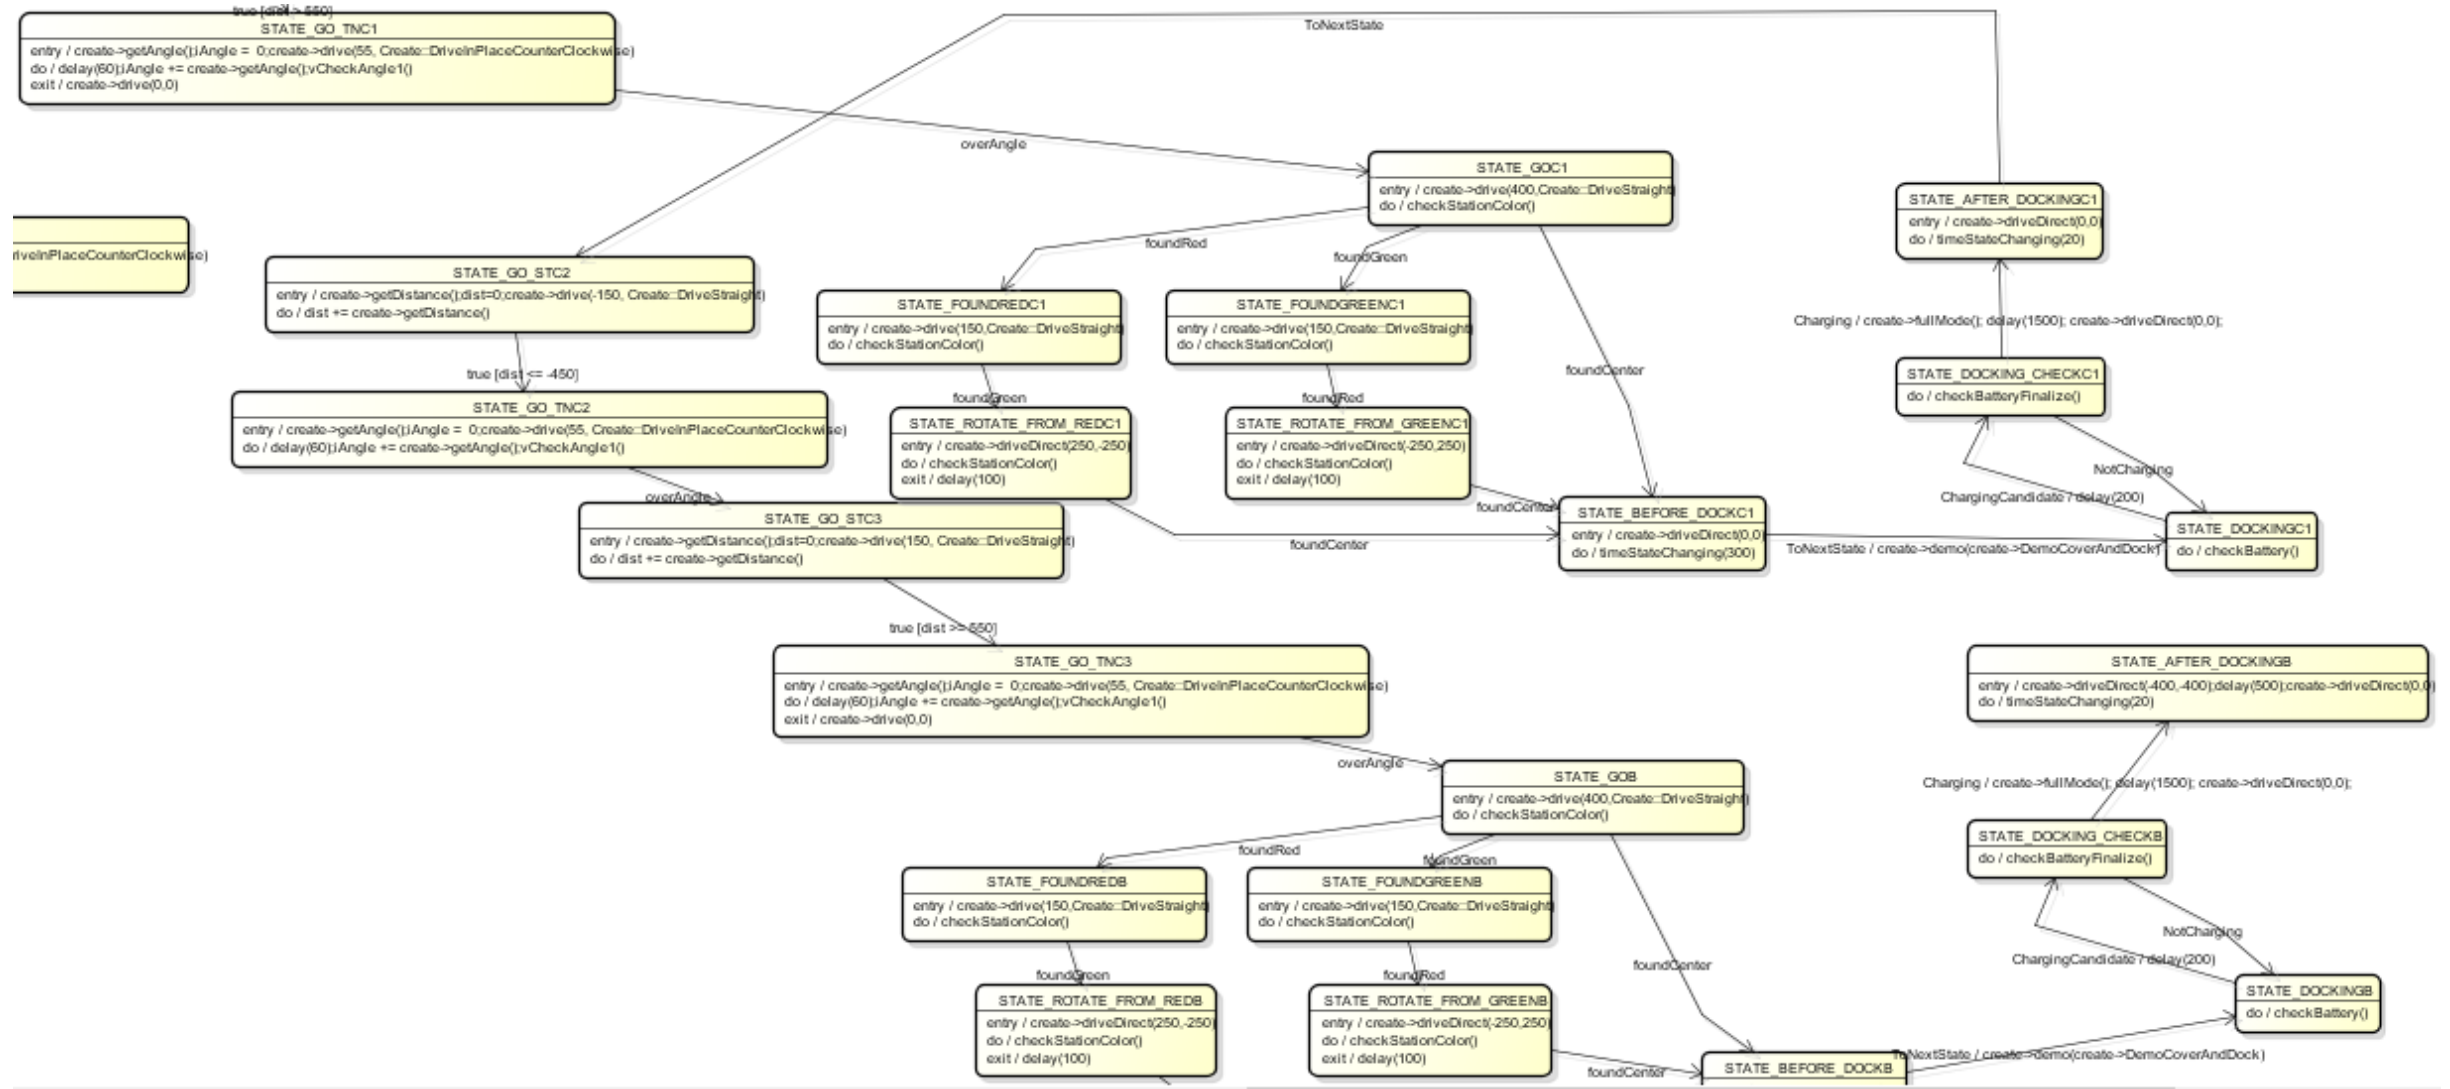 true [dist > 550]
STATE_GO_TNC1
entry / create->getAngle();iAngle = 0;create->drive(55, Create::DriveInPlaceCounterClockwise)
do / delay(60);iAngle += create->getAngle();vCheckAngle1()
exit / create->drive(0,0)
ToNextState
overAngle
STATE_GOC1
entry / create->drive(400,Create::DriveStraight)
do / checkStationColor()
STATE_AFTER_DOCKINGC1
entry / create->driveDirect(0,0)
do / timeStateChanging(20)
riveInPlaceCounterClockwise)
foundRed
foundGreen
STATE_GO_STC2
entry / create->getDistance();dist=0;create->drive(-150, Create::DriveStraight)
do / dist += create->getDistance()
STATE_FOUNDREDC1
entry / create->drive(150,Create::DriveStraight)
do / checkStationColor()
STATE_FOUNDGREENC1
entry / create->drive(150,Create::DriveStraight)
do / checkStationColor()
Charging / create->fullMode(); delay(1500); create->driveDirect(0,0);
foundCenter
true [dist <= -450]
STATE_DOCKING_CHECKC1
do / checkBatteryFinalize()
foundGreen
foundRed
STATE_GO_TNC2
entry / create->getAngle();iAngle = 0;create->drive(55, Create::DriveInPlaceCounterClockwise)
do / delay(60);iAngle += create->getAngle();vCheckAngle1()
STATE_ROTATE_FROM_REDC1
entry / create->driveDirect(250,-250)
do / checkStationColor()
exit / delay(100)
STATE_ROTATE_FROM_GREENC1
entry / create->driveDirect(-250,250)
do / checkStationColor()
exit / delay(100)
NotCharging
ChargingCandidate / delay(200)
overAngle
foundCenter
STATE_GO_STC3
entry / create->getDistance();dist=0;create->drive(150, Create::DriveStraight)
do / dist += create->getDistance()
foundCenter
STATE_BEFORE_DOCKC1
entry / create->driveDirect(0,0)
do / timeStateChanging(300)
ToNextState / create->demo(create->DemoCoverAndDock)
STATE_DOCKINGC1
do / checkBattery()
true [dist >= 550]
STATE_GO_TNC3
entry / create->getAngle();iAngle = 0;create->drive(55, Create::DriveInPlaceCounterClockwise)
do / delay(60);iAngle += create->getAngle();vCheckAngle1()
exit / create->drive(0,0)
STATE_AFTER_DOCKINGB
entry / create->driveDirect(-400,-400);delay(500);create->driveDirect(0,0)
do / timeStateChanging(20)
overAngle
STATE_GOB
entry / create->drive(400,Create::DriveStraight)
do / checkStationColor()
Charging / create->fullMode(); delay(1500); create->driveDirect(0,0);
STATE_DOCKING_CHECKB
do / checkBatteryFinalize()
foundRed
foundGreen
STATE_FOUNDREDB
entry / create->drive(150,Create::DriveStraight)
do / checkStationColor()
STATE_FOUNDGREENB
entry / create->drive(150,Create::DriveStraight)
do / checkStationColor()
NotCharging
ChargingCandidate / delay(200)
foundCenter
foundGreen
foundRed
STATE_ROTATE_FROM_REDB
entry / create->driveDirect(250,-250)
do / checkStationColor()
exit / delay(100)
STATE_ROTATE_FROM_GREENB
entry / create->driveDirect(-250,250)
do / checkStationColor()
exit / delay(100)
STATE_DOCKINGB
do / checkBattery()
foundCenter
STATE_BEFORE_DOCKB
ToNextState / create->demo(create->DemoCoverAndDock)